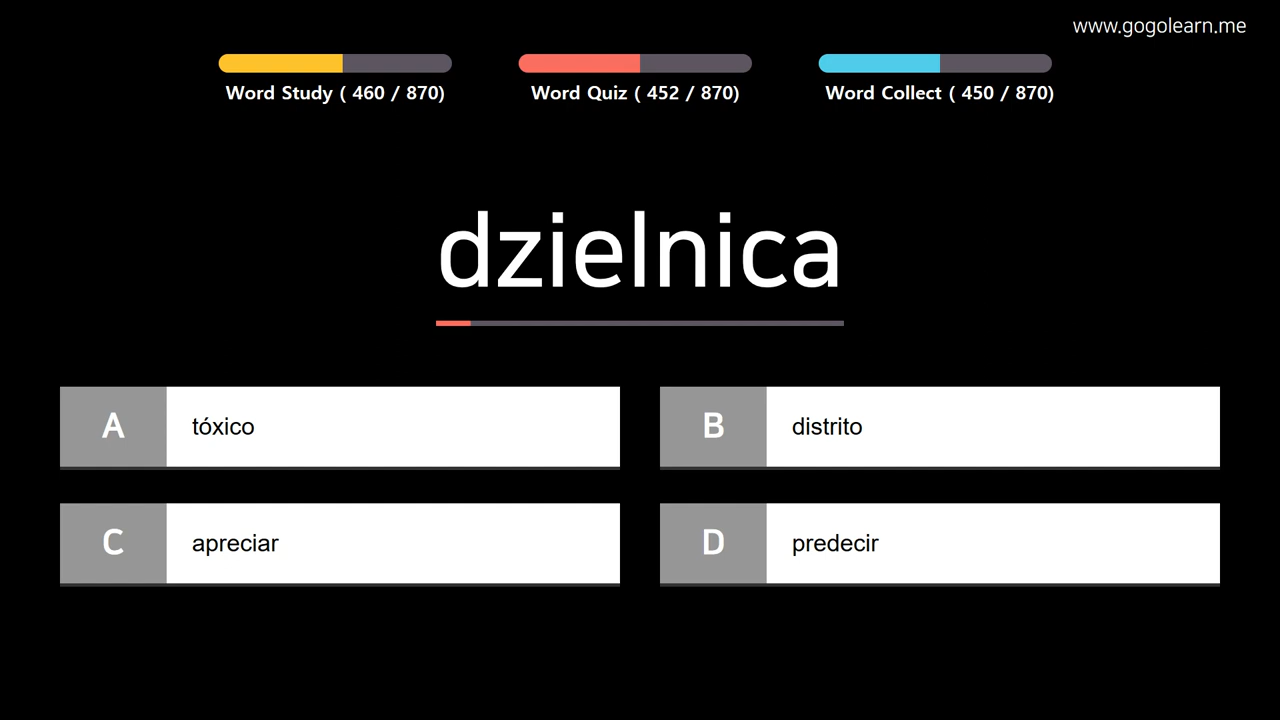 www.gogolearn.me
Word Study ( 460 / 870)
Word Quiz ( 452 / 870)
Word Collect ( 450 / 870)
dzielnica
A tóxico
B distrito
C apreciar
D predecir